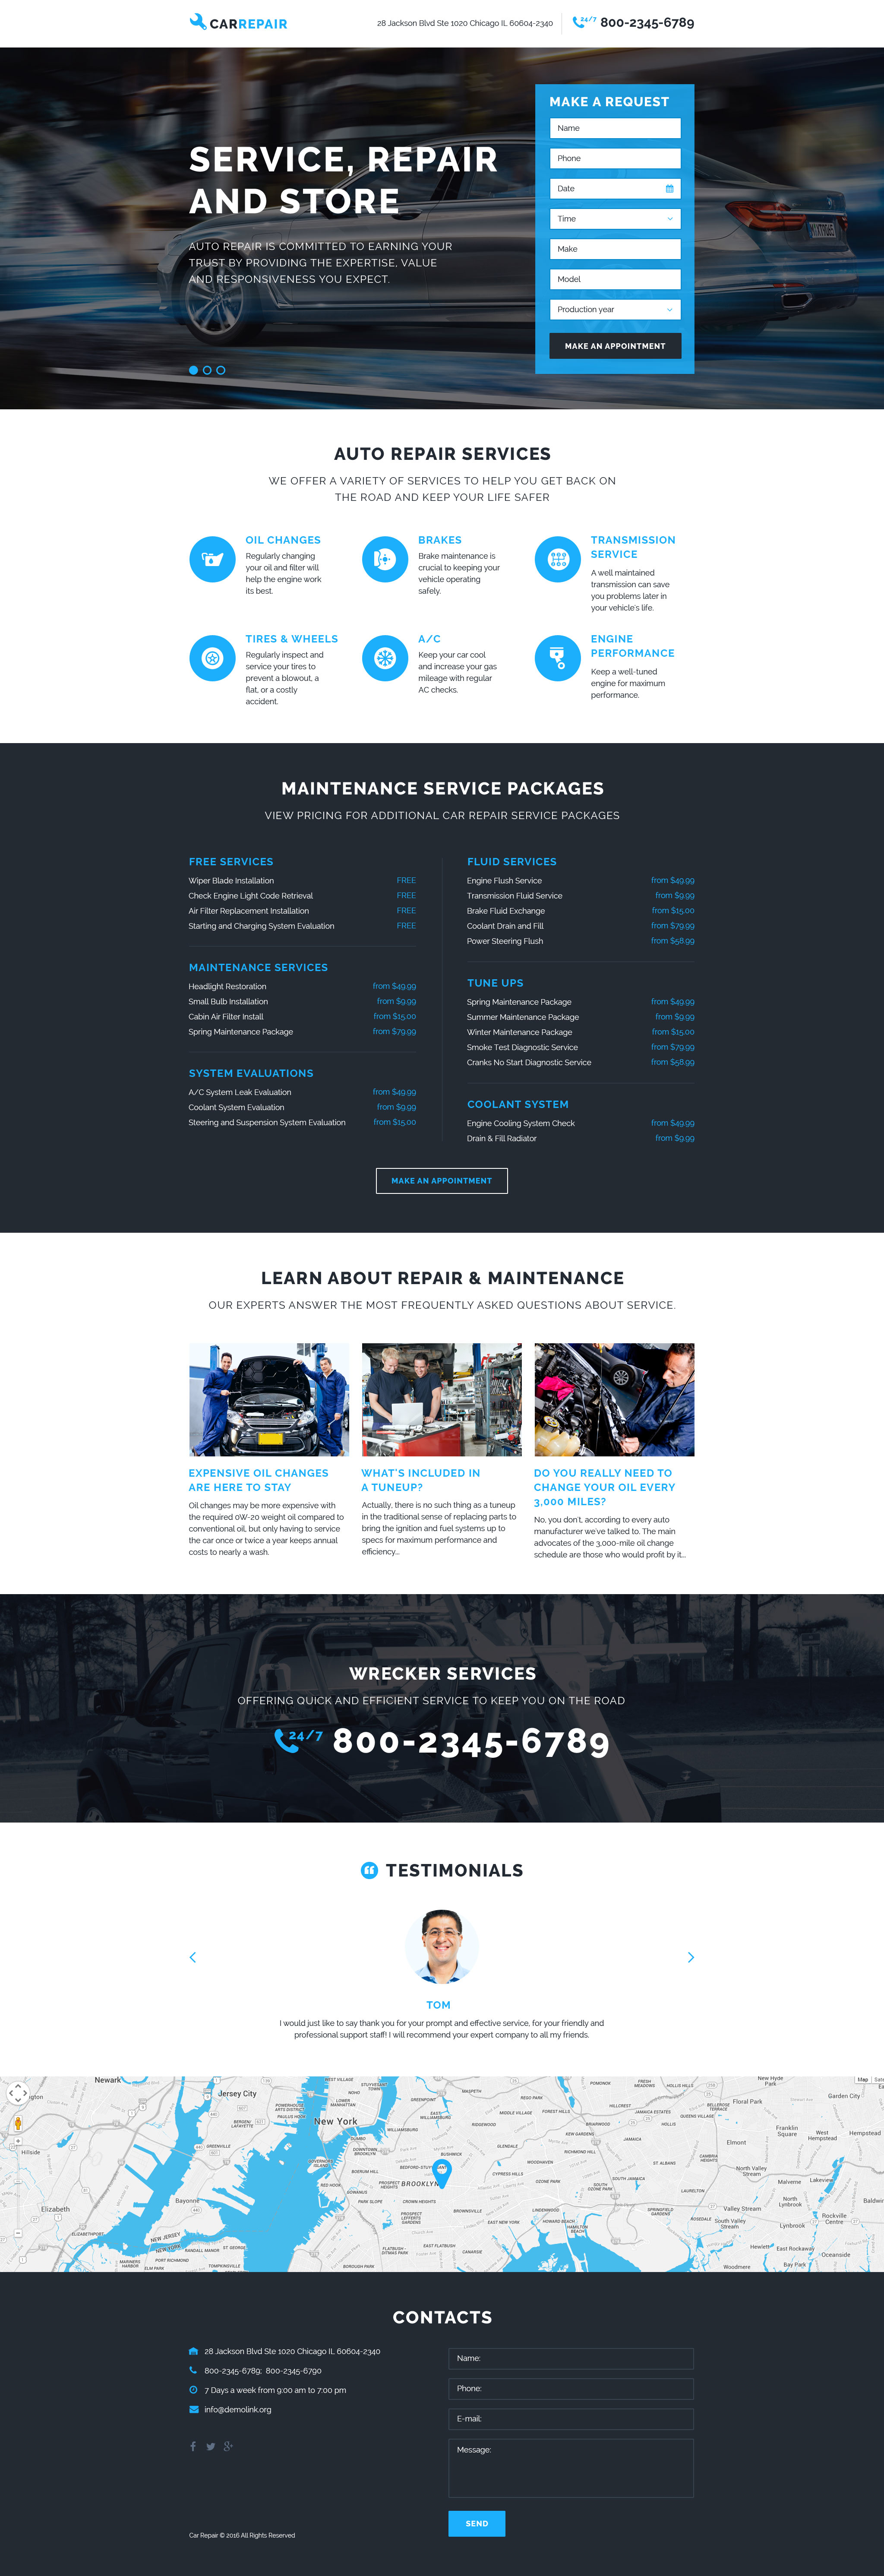 CARREPAIR
28 Jackson Blvd Ste 1020 Chicago IL 60604-2340
24/7 800-2345-6789
SERVICE, REPAIR
AND STORE
AUTO REPAIR IS COMMITTED TO EARNING YOUR
TRUST BY PROVIDING THE EXPERTISE, VALUE
AND RESPONSIVENESS YOU EXPECT.
MAKE A REQUEST
Name
Phone
Date
Time
Make
Model
Production year
MAKE AN APPOINTMENT
AUTO REPAIR SERVICES
WE OFFER A VARIETY OF SERVICES TO HELP YOU GET BACK ON
THE ROAD AND KEEP YOUR LIFE SAFER
OIL CHANGES
Regularly changing
your oil and filter will
help the engine work
its best.
BRAKES
Brake maintenance is
crucial to keeping your
vehicle operating
safely.
TRANSMISSION
SERVICE
A well maintained
transmission can save
you problems later in
your vehicle's life.
TIRES & WHEELS
Regularly inspect and
service your tires to
prevent a blowout, a
flat, or a costly
accident.
A/C
Keep your car cool
and increase your gas
mileage with regular
AC checks.
ENGINE
PERFORMANCE
Keep a well-tuned
engine for maximum
performance.
MAINTENANCE SERVICE PACKAGES
VIEW PRICING FOR ADDITIONAL CAR REPAIR SERVICE PACKAGES
FREE SERVICES
Wiper Blade Installation FREE
Check Engine Light Code Retrieval FREE
Air Filter Replacement Installation FREE
Starting and Charging System Evaluation FREE
MAINTENANCE SERVICES
Headlight Restoration from $49.99
Small Bulb Installation from $9.99
Cabin Air Filter Install from $15.00
Spring Maintenance Package from $79.99
SYSTEM EVALUATIONS
A/C System Leak Evaluation from $49.99
Coolant System Evaluation from $9.99
Steering and Suspension System Evaluation from $15.00
FLUID SERVICES
Engine Flush Service from $49.99
Transmission Fluid Service from $9.99
Brake Fluid Exchange from $15.00
Coolant Drain and Fill from $79.99
Power Steering Flush from $58.99
TUNE UPS
Spring Maintenance Package from $49.99
Summer Maintenance Package from $9.99
Winter Maintenance Package from $15.00
Smoke Test Diagnostic Service from $79.99
Cranks No Start Diagnostic Service from $58.99
COOLANT SYSTEM
Engine Cooling System Check from $49.99
Drain & Fill Radiator from $9.99
MAKE AN APPOINTMENT
LEARN ABOUT REPAIR & MAINTENANCE
OUR EXPERTS ANSWER THE MOST FREQUENTLY ASKED QUESTIONS ABOUT SERVICE.
EXPENSIVE OIL CHANGES
ARE HERE TO STAY
Oil changes may be more expensive with
the required 0W-20 weight oil compared to
conventional oil, but only having to service
the car once or twice a year keeps annual
costs to nearly a wash.
WHAT'S INCLUDED IN
A TUNEUP?
Actually, there is no such thing as a tuneup
in the traditional sense of replacing parts to
bring the ignition and fuel systems up to
specs for maximum performance and
efficiency...
DO YOU REALLY NEED TO
CHANGE YOUR OIL EVERY
3,000 MILES?
No, you don't, according to every auto
manufacturer we've talked to. The main
advocates of the 3,000-mile oil change
schedule are those who would profit by it...
WRECKER SERVICES
OFFERING QUICK AND EFFICIENT SERVICE TO KEEP YOU ON THE ROAD
24/7 800-2345-6789
TESTIMONIALS
TOM
I would just like to say thank you for your prompt and effective service, for your friendly and
professional support staff! I will recommend your expert company to all my friends.
Newark
Jersey City
New York
BROOKLYN
Hillside
Elizabeth
Bayonne
Map
New Hyde
Park
Garden City
Floral Park
Franklin
Square
West
Hempstead
Hempstead
Elmont
North Valley
Stream
Malverne
Lakeview
North
Lynbrook
Valley Stream
South Valley
Stream
Lynbrook
Rockville
Centre
Baldwin
Hewlett
East Rockaway
Oceanside
Woodmere
Bay Park
CONTACTS
28 Jackson Blvd Ste 1020 Chicago IL 60604-2340
800-2345-6789; 800-2345-6790
7 Days a week from 9:00 am to 7:00 pm
info@demolink.org
Name:
Phone:
E-mail:
Message:
SEND
Car Repair © 2016 All Rights Reserved